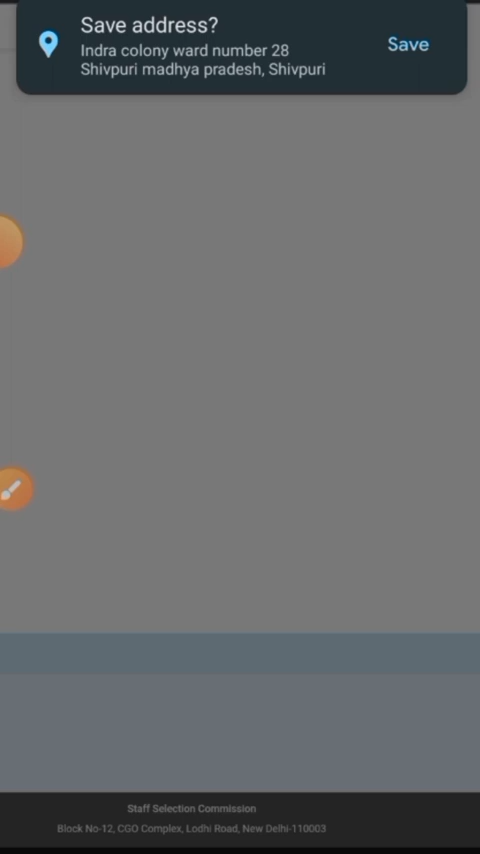 Save address?
Indra colony ward number 28
Shivpuri madhya pradesh, Shivpuri
Save
Staff Selection Commission
Block No-12, CGO Complex, Lodhi Road, New Delhi-110003